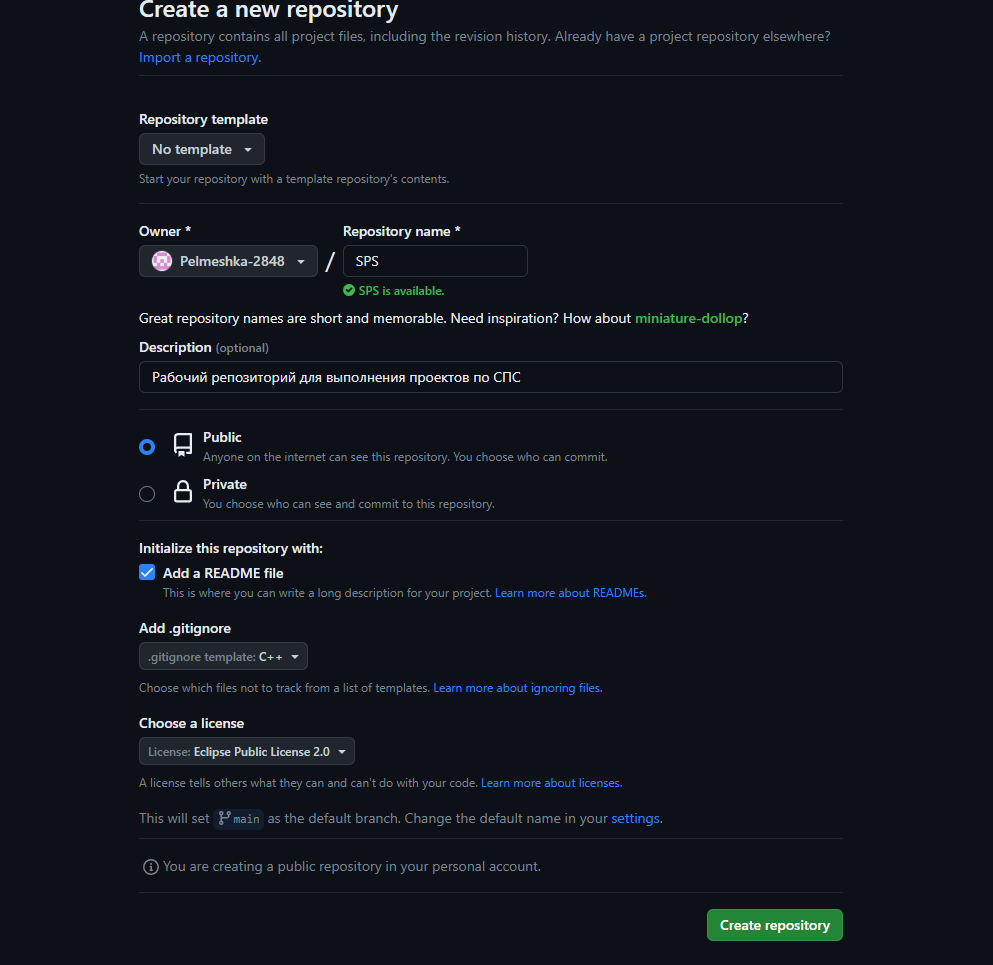 Create a new repository
A repository contains all project files, including the revision history. Already have a project repository elsewhere?
Import a repository.
Repository template
No template
Start your repository with a template repository's contents.
Owner * Repository name *
Pelmeshka-2848 / SPS
SPS is available.
Great repository names are short and memorable. Need inspiration? How about miniature-dollop?
Description (optional)
Рабочий репозиторий для выполнения проектов по СПС
Public
Anyone on the internet can see this repository. You choose who can commit.
Private
You choose who can see and commit to this repository.
Initialize this repository with:
Add a README file
This is where you can write a long description for your project. Learn more about READMEs.
Add .gitignore
.gitignore template: C++
Choose which files not to track from a list of templates. Learn more about ignoring files.
Choose a license
License: Eclipse Public License 2.0
A license tells others what they can and can't do with your code. Learn more about licenses.
This will set main as the default branch. Change the default name in your settings.
You are creating a public repository in your personal account.
Create repository